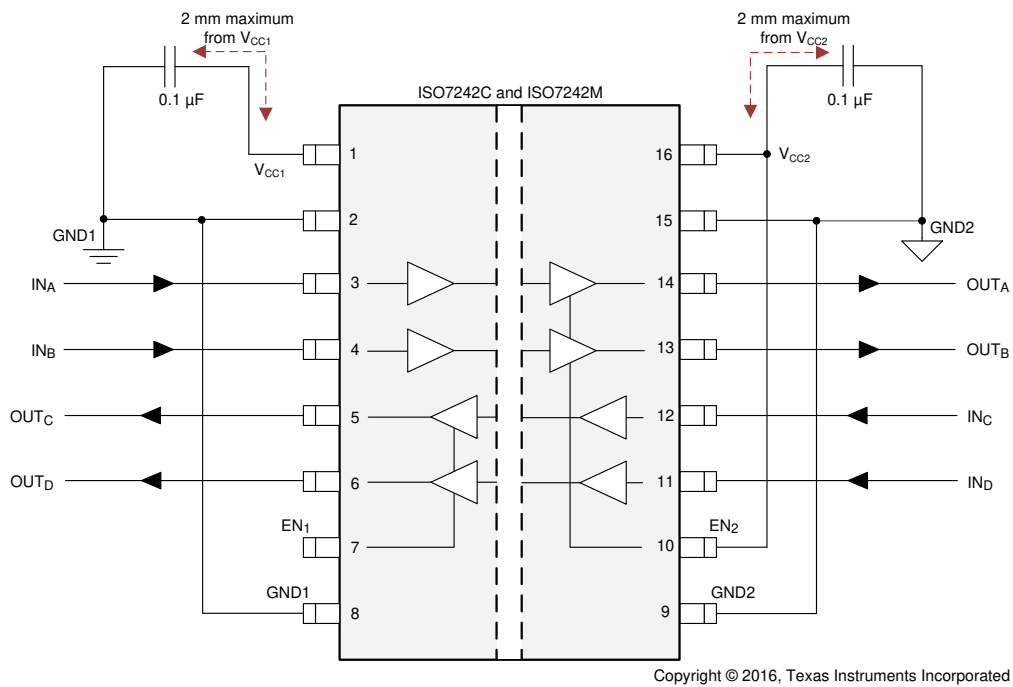 2 mm maximum
from VCC1
2 mm maximum
from VCC2
0.1 µF
0.1 µF
ISO7242C and ISO7242M
VCC1
1
16
VCC2
GND1
2
15
GND2
INA
3
14
OUTA
INB
4
13
OUTB
OUTC
5
12
INC
OUTD
6
11
IND
EN1
7
10
EN2
GND1
8
9
GND2
Copyright © 2016, Texas Instruments Incorporated